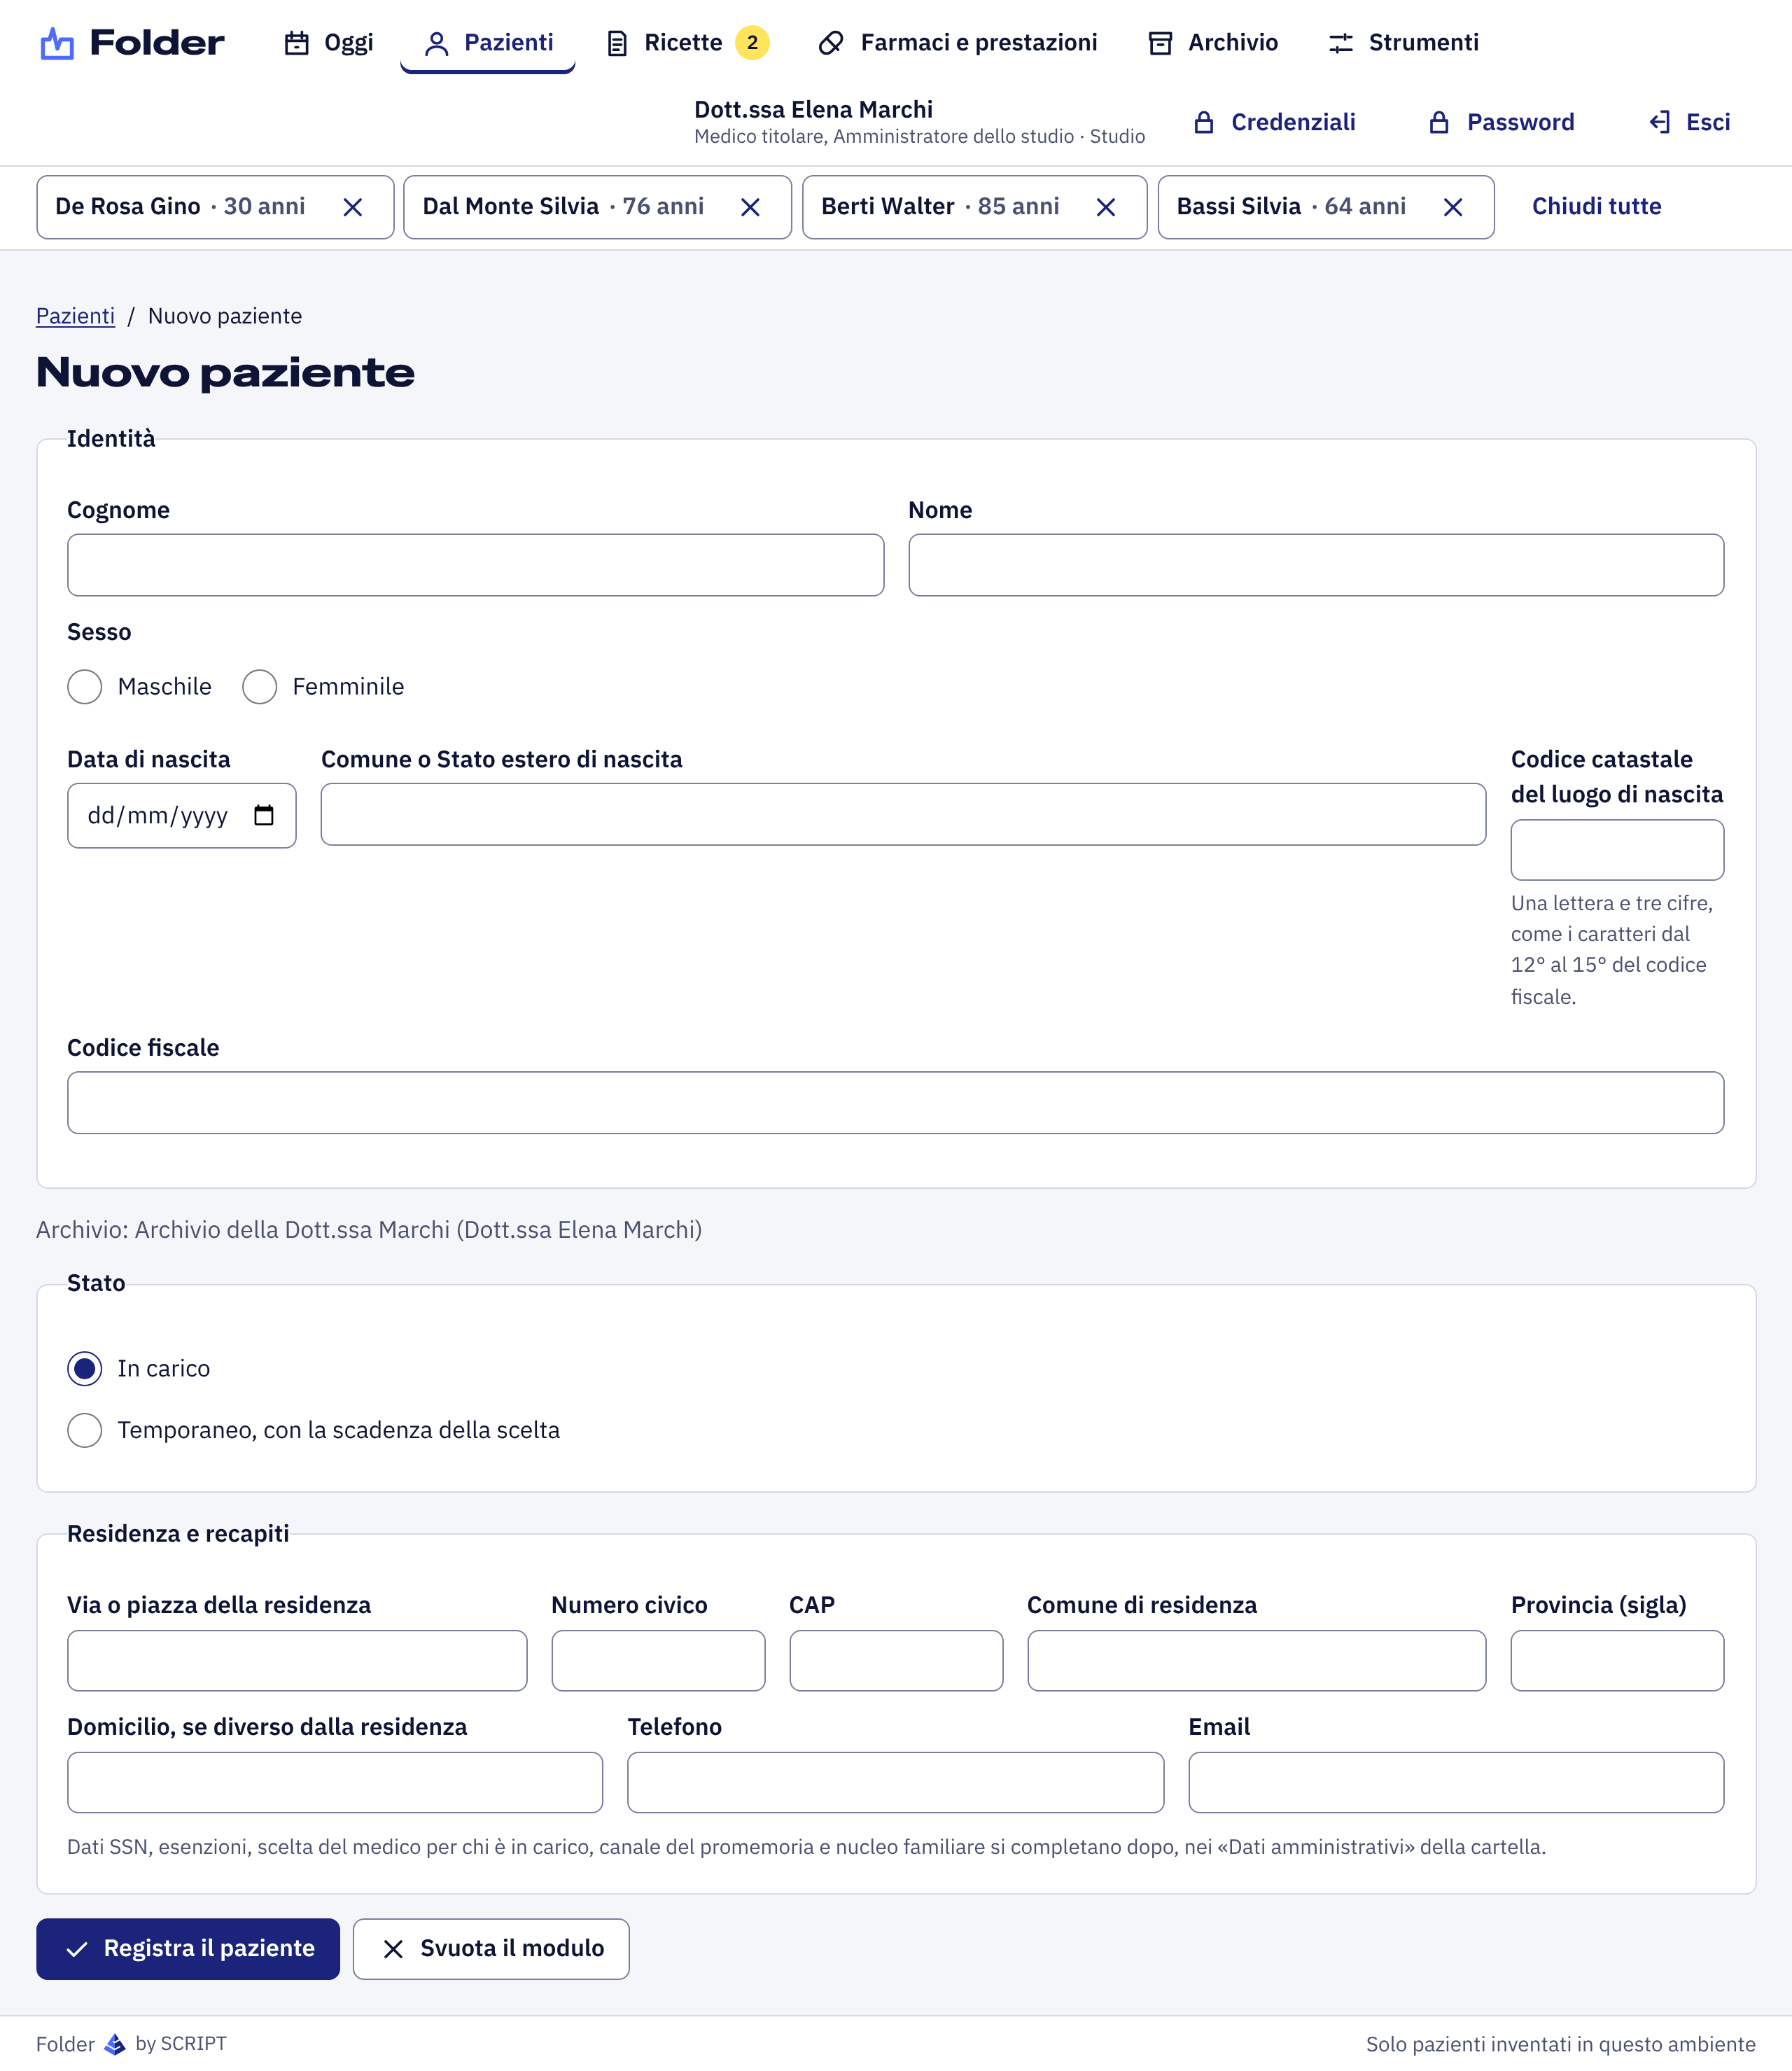 Folder
Oggi
Pazienti
Ricette 2
Farmaci e prestazioni
Archivio
Strumenti
Dott.ssa Elena Marchi
Medico titolare, Amministratore dello studio · Studio
Credenziali
Password
Esci
De Rosa Gino · 30 anni
Dal Monte Silvia · 76 anni
Berti Walter · 85 anni
Bassi Silvia · 64 anni
Chiudi tutte
Pazienti / Nuovo paziente
Nuovo paziente
Identità
Cognome
Nome
Sesso
Maschile
Femminile
Data di nascita
dd/mm/yyyy
Comune o Stato estero di nascita
Codice catastale
del luogo di nascita
Una lettera e tre cifre,
come i caratteri dal
12° al 15° del codice
fiscale.
Codice fiscale
Archivio: Archivio della Dott.ssa Marchi (Dott.ssa Elena Marchi)
Stato
In carico
Temporaneo, con la scadenza della scelta
Residenza e recapiti
Via o piazza della residenza
Numero civico
CAP
Comune di residenza
Provincia (sigla)
Domicilio, se diverso dalla residenza
Telefono
Email
Dati SSN, esenzioni, scelta del medico per chi è in carico, canale del promemoria e nucleo familiare si completano dopo, nei «Dati amministrativi» della cartella.
Registra il paziente
Svuota il modulo
Folder by SCRIPT
Solo pazienti inventati in questo ambiente